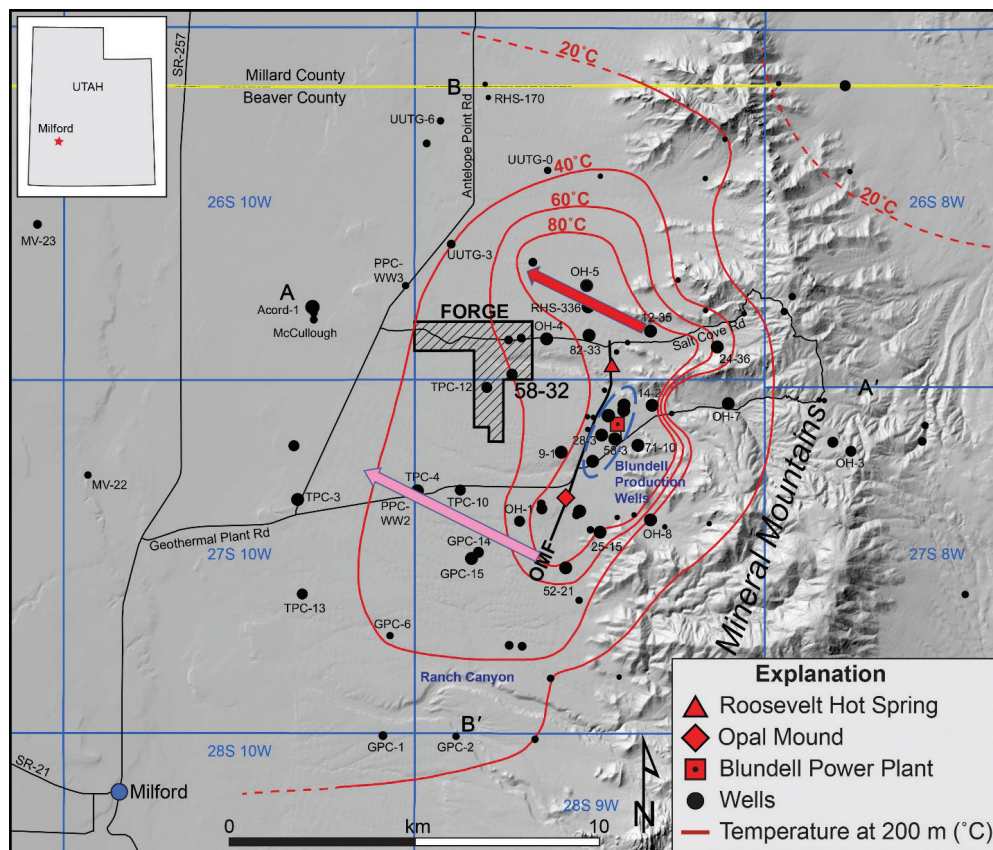 UTAH
Milford
SR-257
Millard County
Beaver County
B
RHS-170
20°C
UUTG-6
Antelope Point Rd
UUTG-0
40°C
60°C
80°C
26S 10W
26S 8W
20°C
MV-23
UUTG-3
PPC-
WW3
A
Acord-1
McCullough
FORGE
OH-5
RHS-336
12-35
OH-4
82-33
Salt Cove Rd
24-36
TPC-12
58-32
14-2
OH-7
A'
28-3
58-3
71-10
9-1
OH-3
Blundell
Production
Wells
MV-22
TPC-4
TPC-3
TPC-10
PPC-
WW2
OH-1
Geothermal Plant Rd
GPC-14
GPC-15
OMF
25-15
OH-8
52-21
27S 10W
27S 8W
Mineral Mountains
TPC-13
GPC-6
Ranch Canyon
B'
GPC-1
GPC-2
28S 10W
SR-21
Milford
28S 9W
N
0
km
10
Explanation
Roosevelt Hot Spring
Opal Mound
Blundell Power Plant
Wells
Temperature at 200 m (°C)